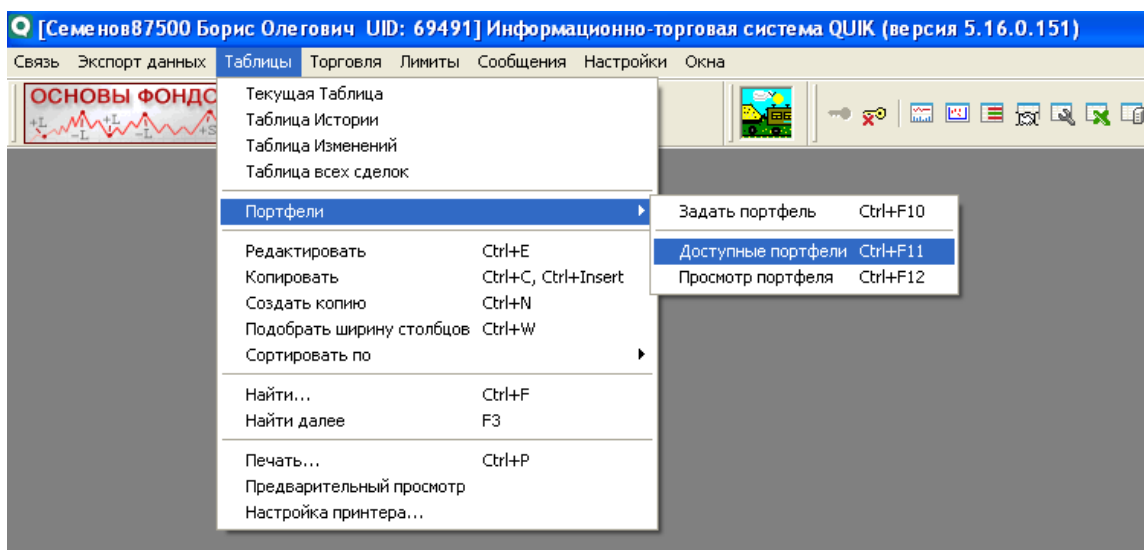 [Семенов87500 Борис Олегович UID: 69491] Информационно-торговая система QUIK (версия 5.16.0.151)
Связь Экспорт данных Таблицы Торговля Лимиты Сообщения Настройки Окна
ОСНОВЫ ФОНДО
+L -L +L -L +S
Текущая Таблица
Таблица Истории
Таблица Изменений
Таблица всех сделок
Портфели
Задать портфель Ctrl+F10
Доступные портфели Ctrl+F11
Просмотр портфеля Ctrl+F12
Редактировать Ctrl+E
Копировать Ctrl+C, Ctrl+Insert
Создать копию Ctrl+N
Подобрать ширину столбцов Ctrl+W
Сортировать по
Найти... Ctrl+F
Найти далее F3
Печать... Ctrl+P
Предварительный просмотр
Настройка принтера...